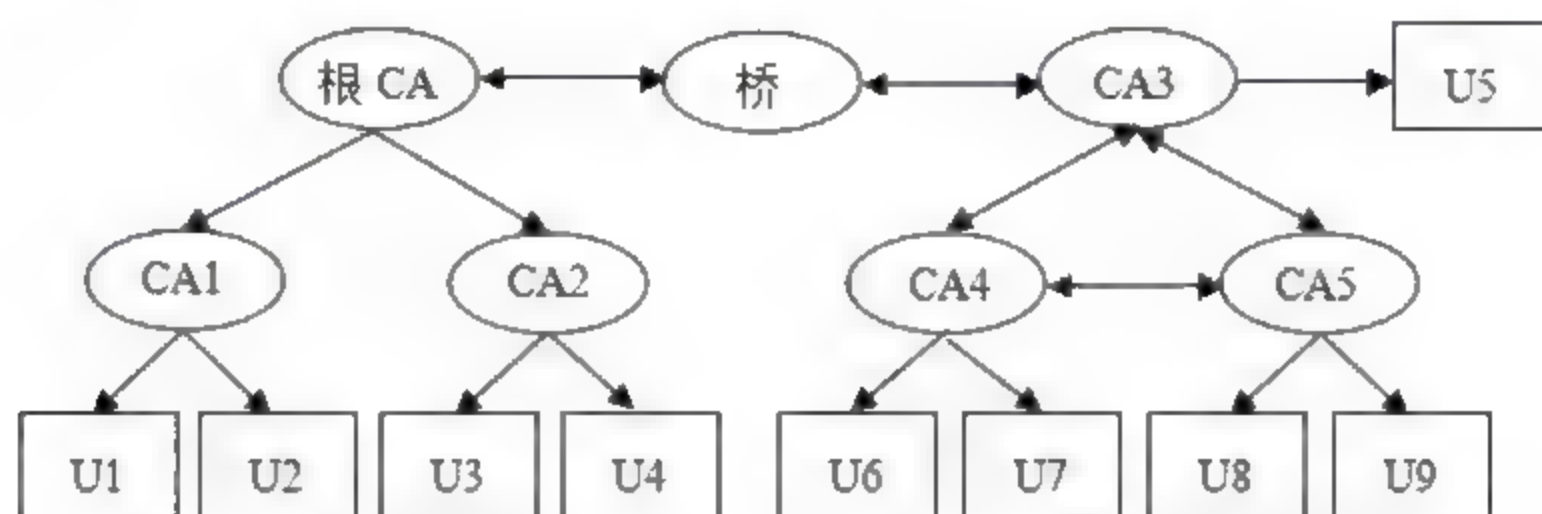 根 CA 桥 CA3 U5
CA1 CA2 CA4 CA5
U1 U2 U3 U4 U6 U7 U8 U9